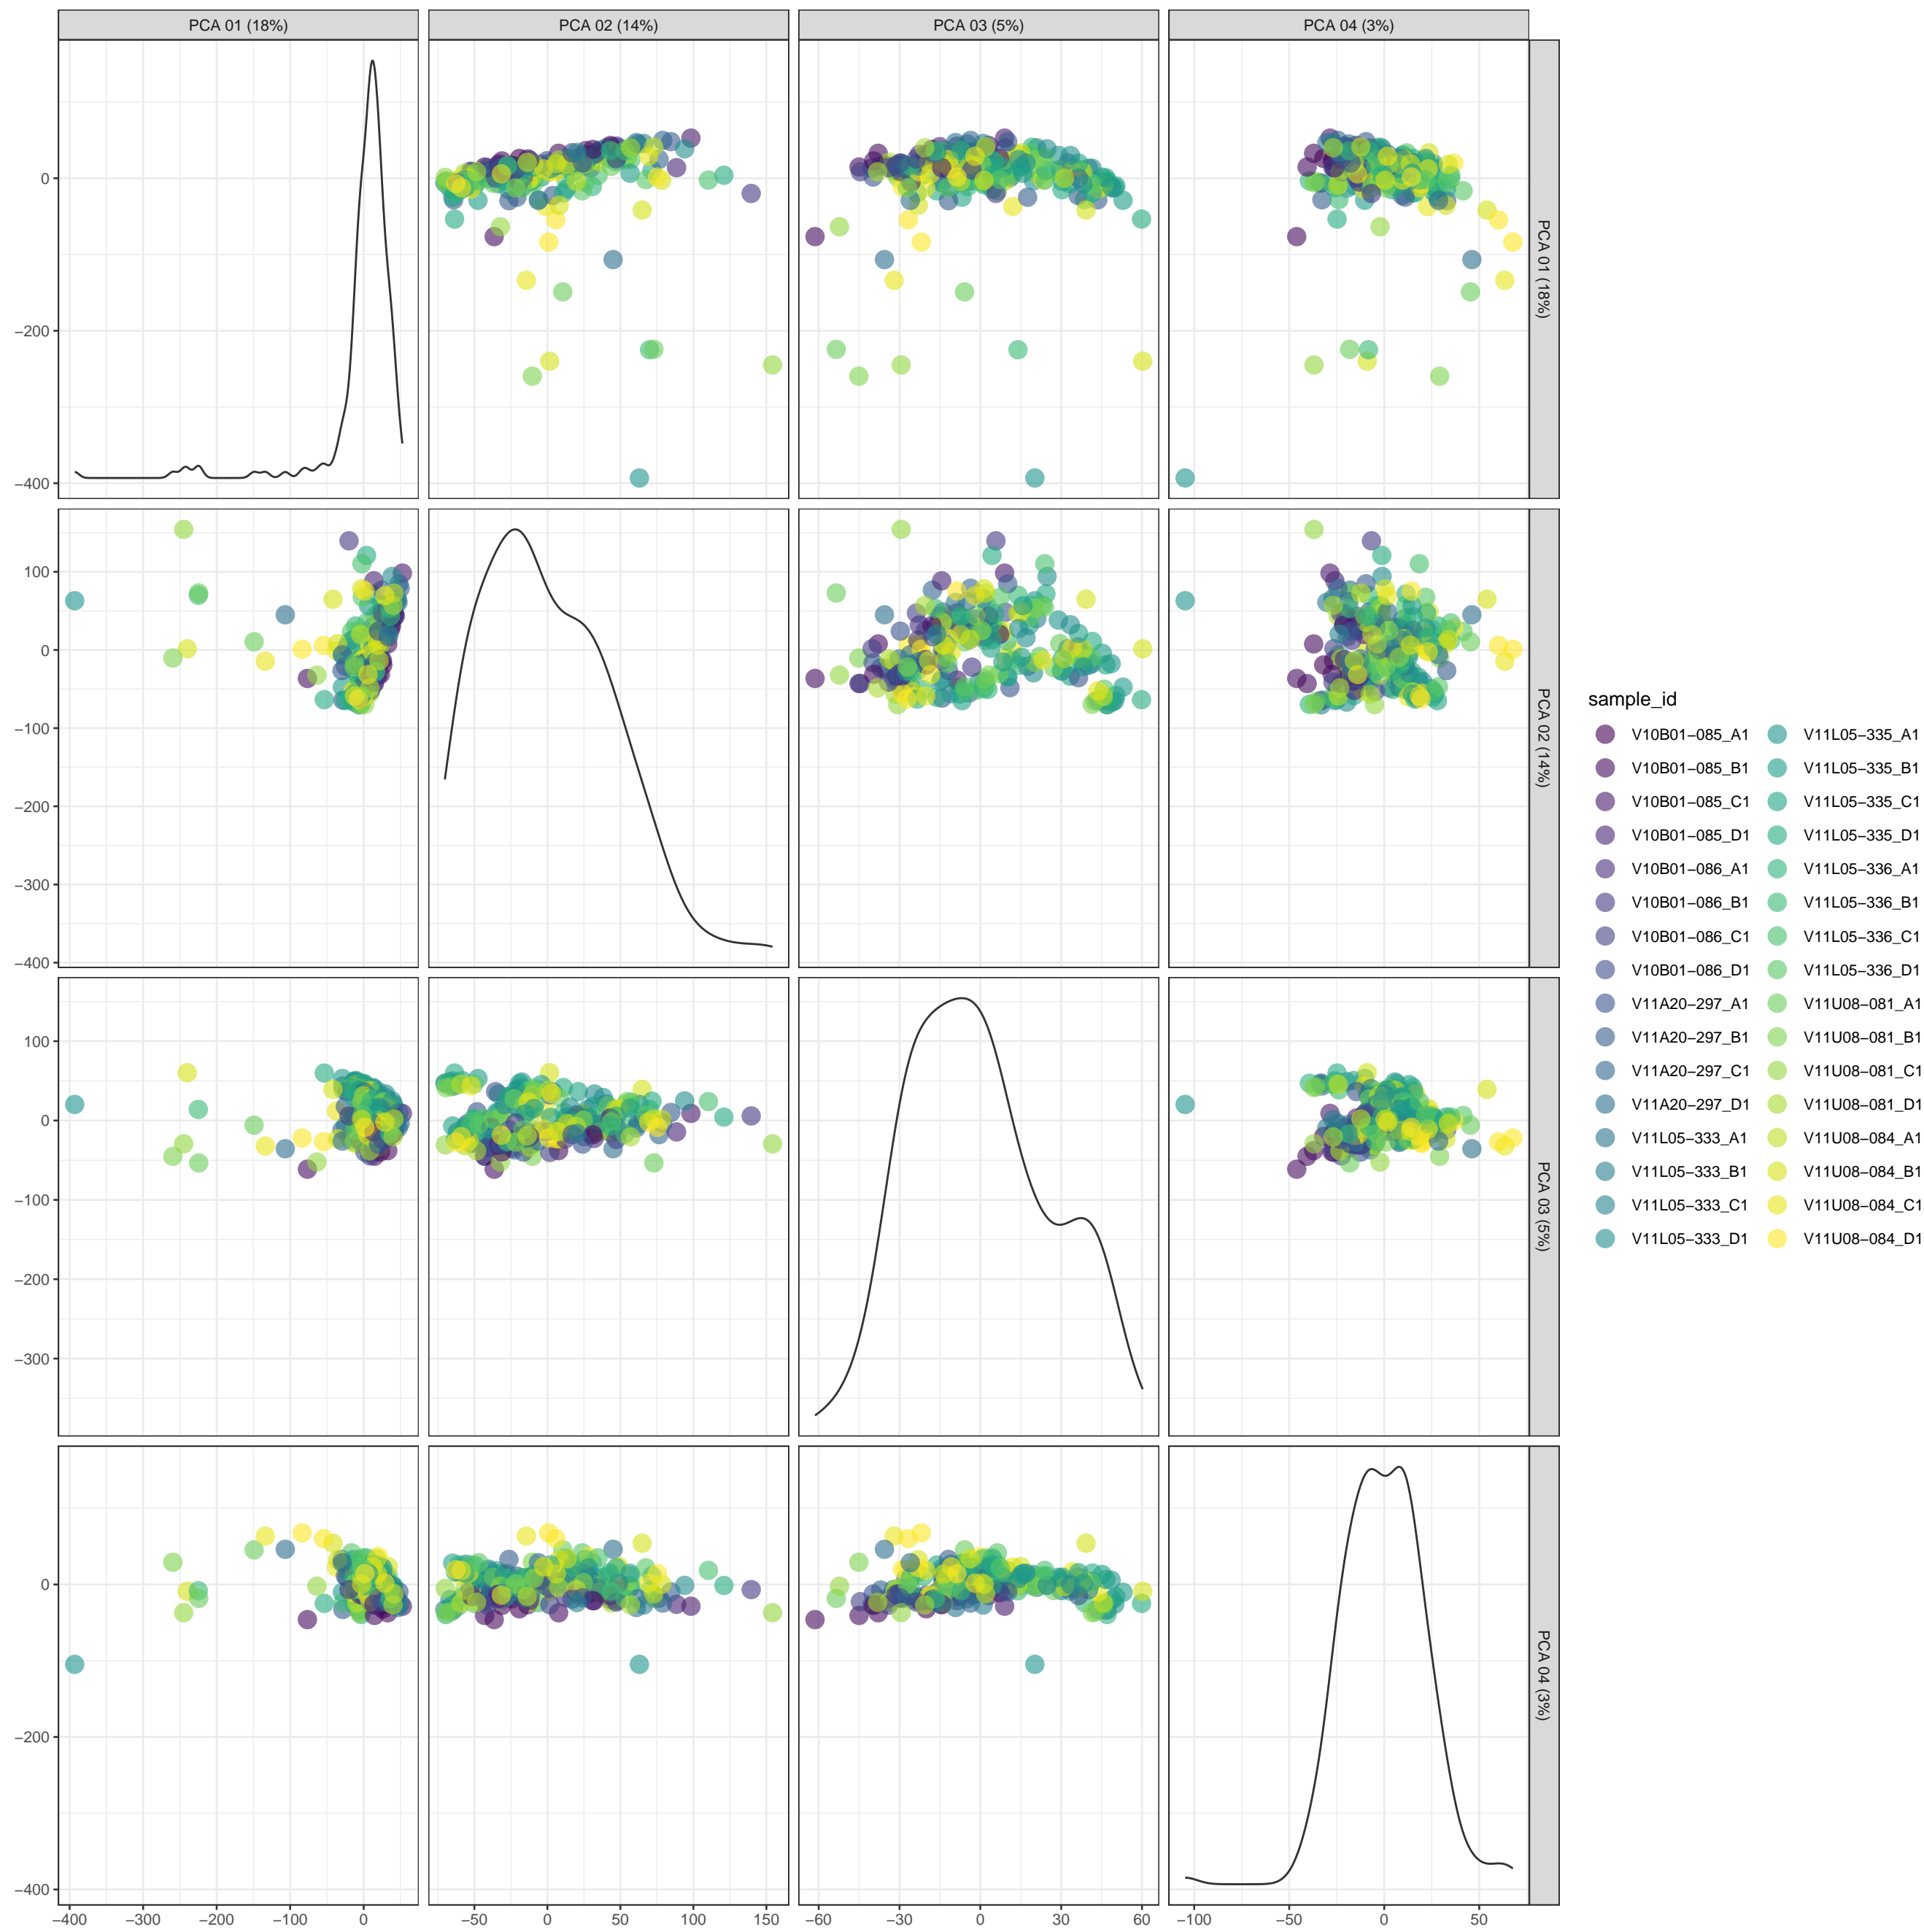 PCA 01 (18%)
PCA 02 (14%)
PCA 03 (5%)
PCA 04 (3%)
0
−200
−400
PCA 01 (18%)
100
0
−100
−200
−300
−400
PCA 02 (14%)
100
0
−100
−200
−300
PCA 03 (5%)
0
−200
−400
PCA 04 (3%)
−400 −300 −200 −100 0
−50 0 50 100 150
−60 −30 0 30 60
−100 −50 0 50
sample_id
V10B01−085_A1 V11L05−335_A1
V10B01−085_B1 V11L05−335_B1
V10B01−085_C1 V11L05−335_C1
V10B01−085_D1 V11L05−335_D1
V10B01−086_A1 V11L05−336_A1
V10B01−086_B1 V11L05−336_B1
V10B01−086_C1 V11L05−336_C1
V10B01−086_D1 V11L05−336_D1
V11A20−297_A1 V11U08−081_A1
V11A20−297_B1 V11U08−081_B1
V11A20−297_C1 V11U08−081_C1
V11A20−297_D1 V11U08−081_D1
V11L05−333_A1 V11U08−084_A1
V11L05−333_B1 V11U08−084_B1
V11L05−333_C1 V11U08−084_C1
V11L05−333_D1 V11U08−084_D1